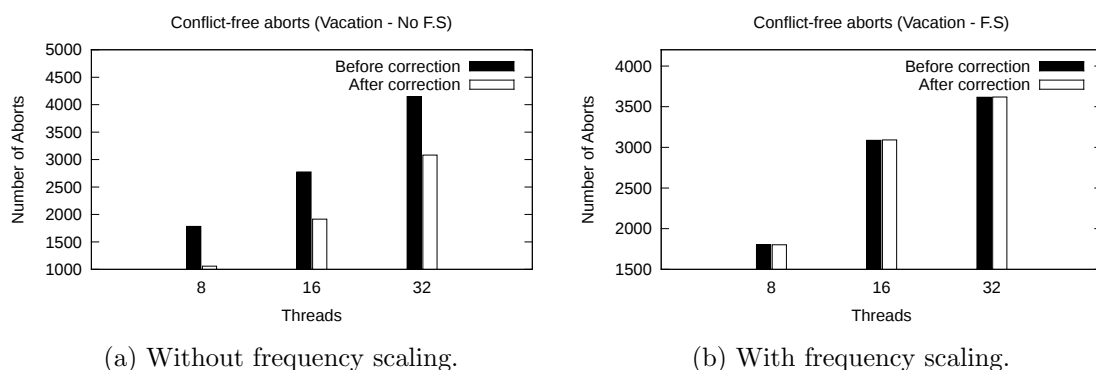 Conflict-free aborts (Vacation - No F.S)
5000
4500
4000
3500
3000
2500
2000
1500
1000
Number of Aborts
Before correction
After correction
8 16 32
Threads
(a) Without frequency scaling.
Conflict-free aborts (Vacation - F.S)
4000
3500
3000
2500
2000
1500
Number of Aborts
Before correction
After correction
8 16 32
Threads
(b) With frequency scaling.